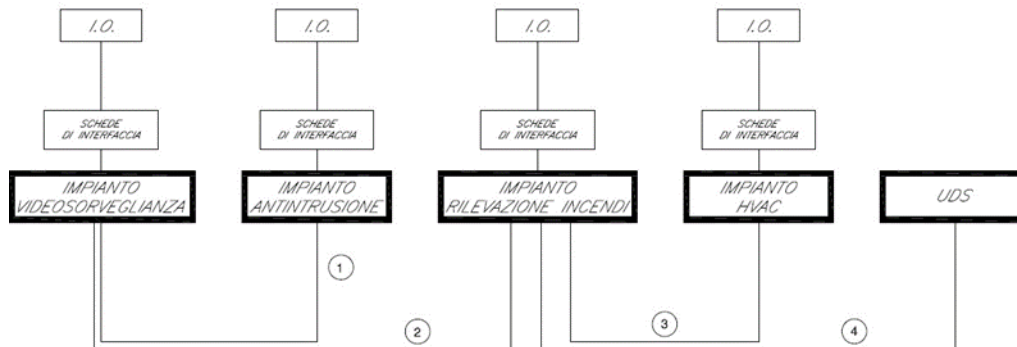 I.O.
I.O.
I.O.
I.O.
SCHEDE
DI INTERFACCIA
SCHEDE
DI INTERFACCIA
SCHEDE
DI INTERFACCIA
SCHEDE
DI INTERFACCIA
IMPIANTO
VIDEOSORVEGLIANZA
IMPIANTO
ANTINTRUSIONE
IMPIANTO
RILEVAZIONE INCENDI
IMPIANTO
HVAC
UDS
1
2
3
4